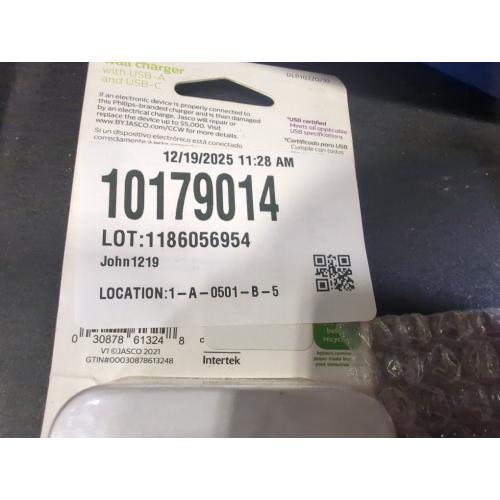 wall charger
with USB-A
and USB-C
If an electronic device is properly connected to
this Philips-branded charger and is then damaged
by an electrical charge, Jasco will repair or
replace the device up to $5,000. Visit
www.BYJASCO.com/CCW for more details.
Si un dispositivo electrónico está conectado
correctamente a
*USB certified
Meets all applicable
USB specifications
*Certificado para USB
Cumple con todos
12/19/2025 11:28 AM
10179014
LOT:1186056954
John1219
LOCATION:1-A-0501-B-5
0 30878 61324 8
V1 ©JASCO 2021
GTIN#00030878613248
c
Intertek
recycle